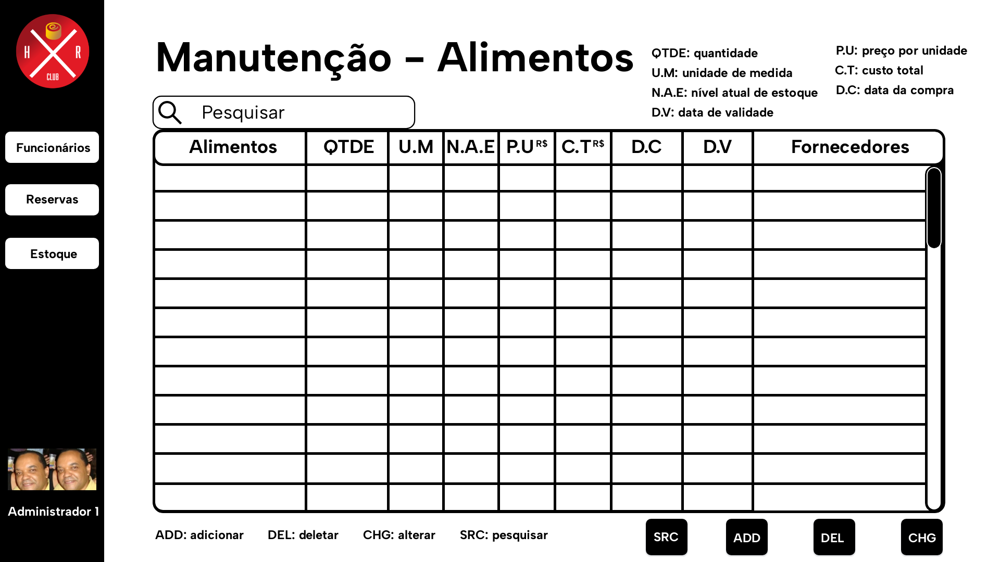 H R
CLUB
Funcionários
Reservas
Estoque
Administrador 1
Manutenção - Alimentos
QTDE: quantidade
U.M: unidade de medida
N.A.E: nível atual de estoque
D.V: data de validade
P.U: preço por unidade
C.T: custo total
D.C: data da compra
Pesquisar
Alimentos QTDE U.M N.A.E P.U R$ C.T R$ D.C D.V Fornecedores
ADD: adicionar DEL: deletar CHG: alterar SRC: pesquisar
SRC ADD DEL CHG